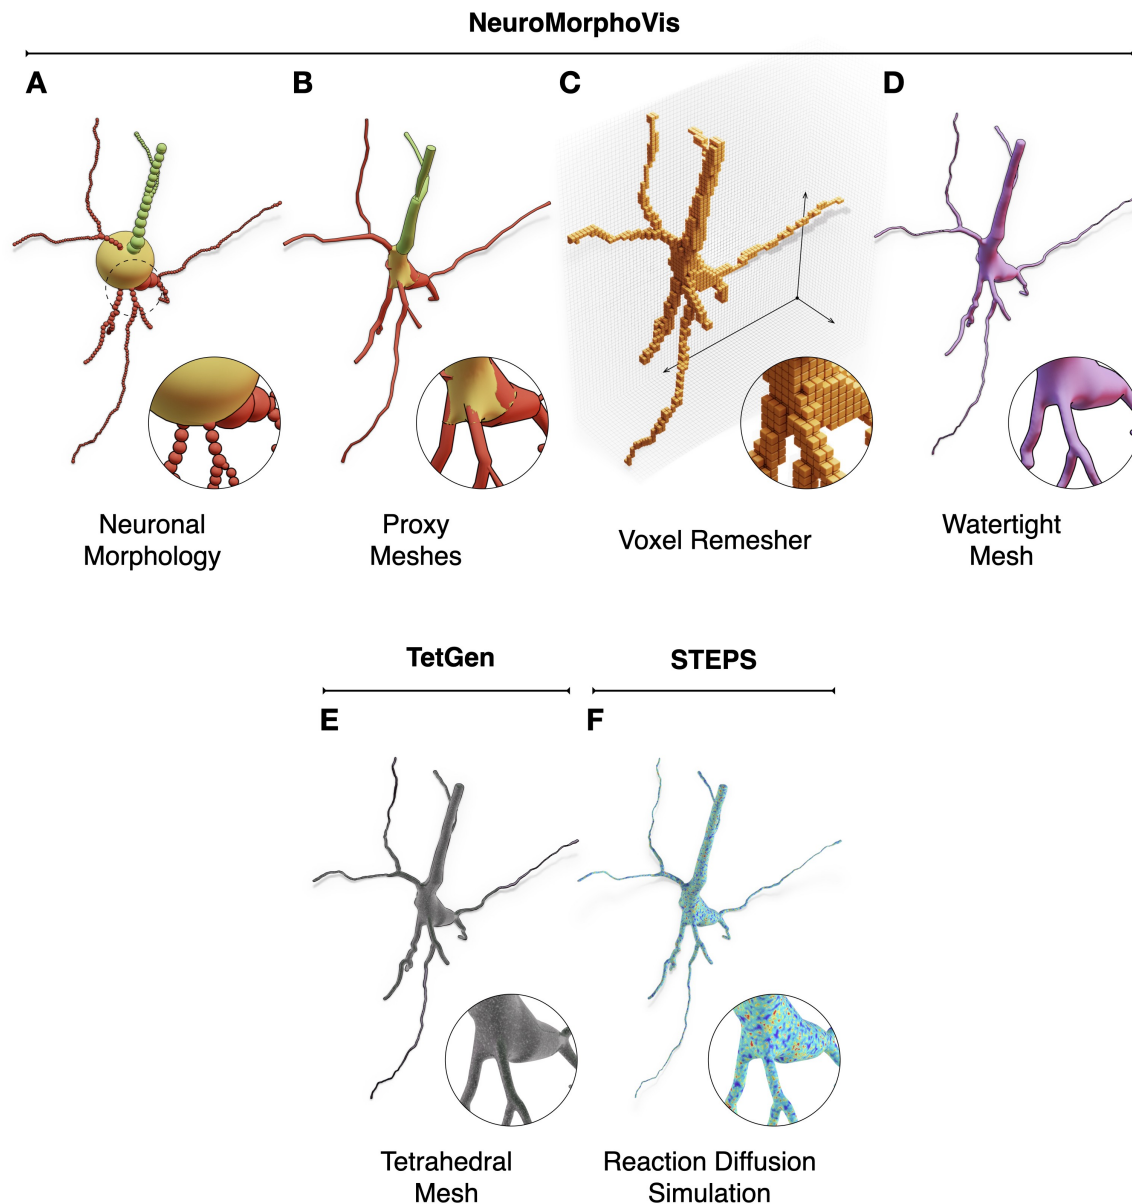 NeuroMorphoVis
A
B
C
D
Neuronal
Morphology
Proxy
Meshes
Voxel Remesher
Watertight
Mesh
TetGen
STEPS
E
F
Tetrahedral
Mesh
Reaction Diffusion
Simulation